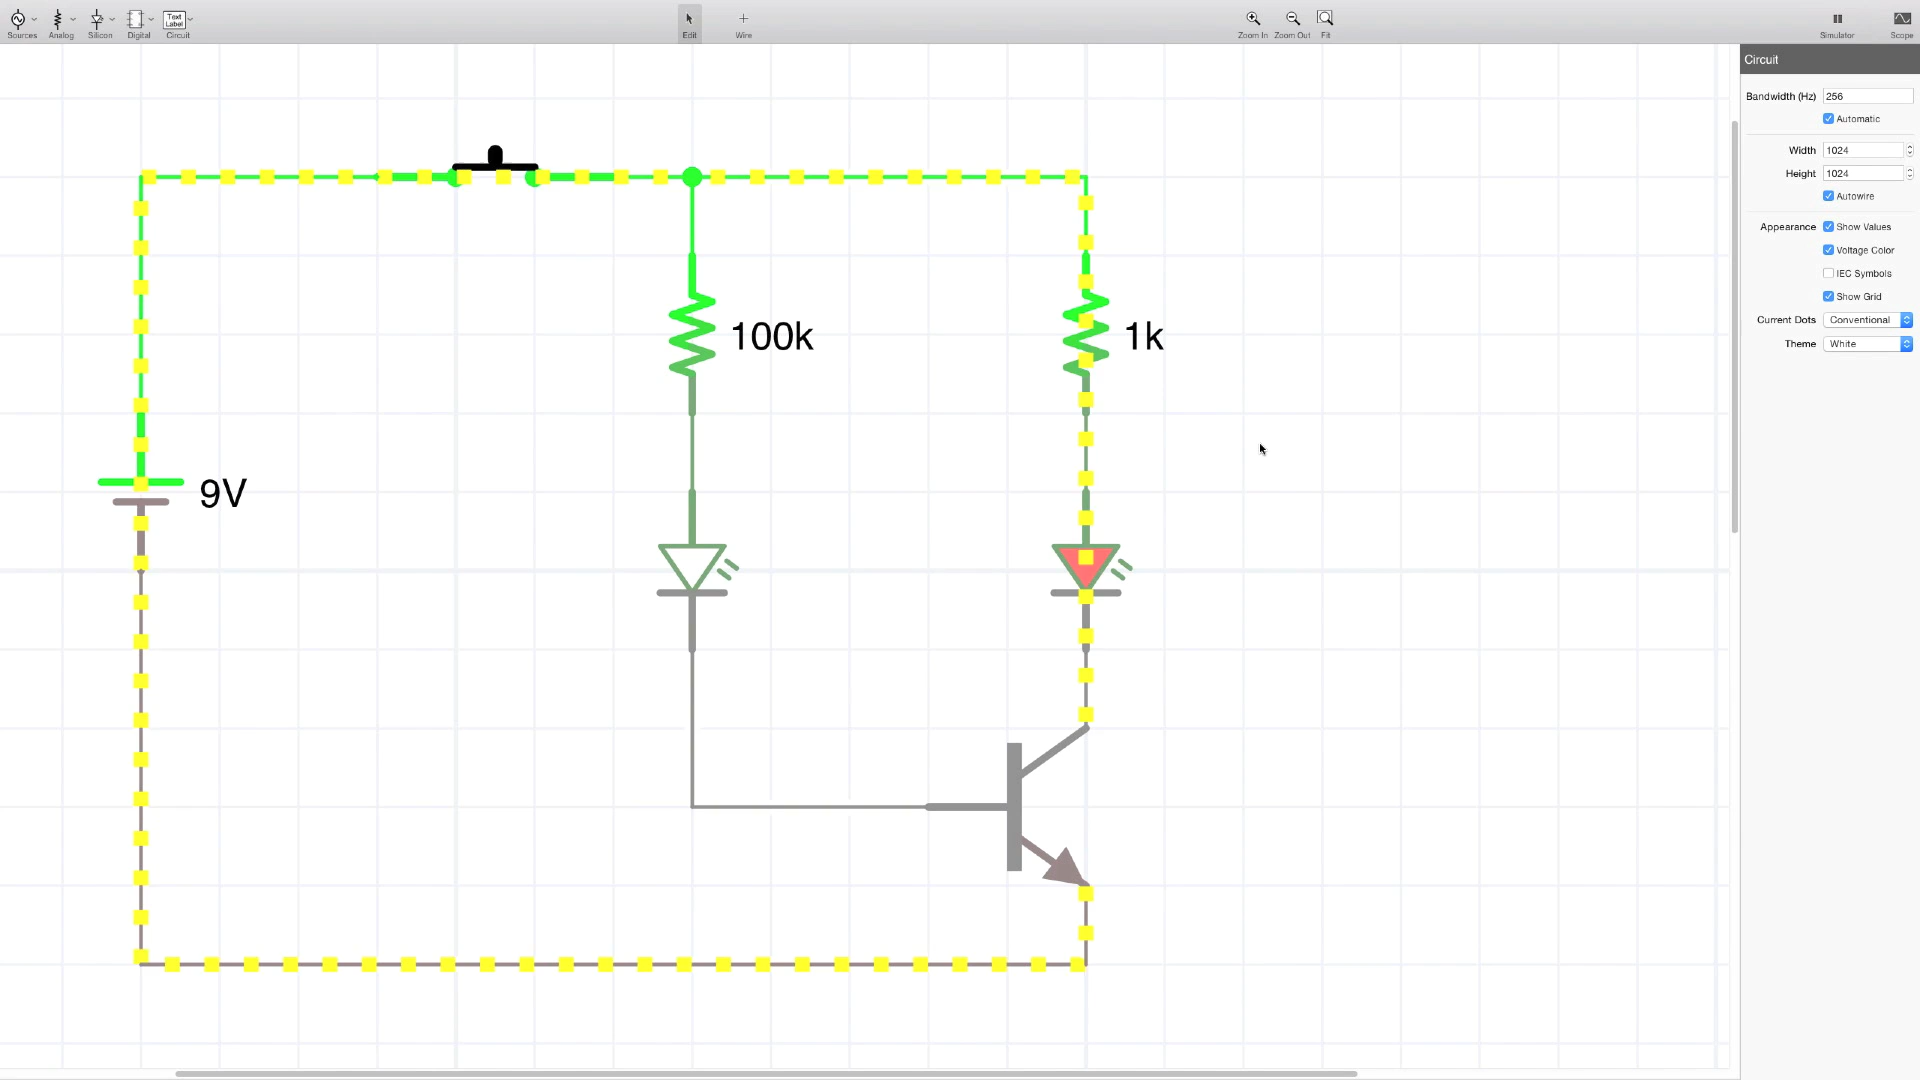 Text
Label
Sources
Analog
Silicon
Digital
Circuit
Edit
Wire
Zoom In
Zoom Out
Fit
Simulator
Scope
Circuit
Bandwidth (Hz) 256
Automatic
Width 1024
Height 1024
Autowire
Appearance Show Values
Voltage Color
IEC Symbols
Show Grid
Current Dots Conventional
Theme White
100k
1k
9V